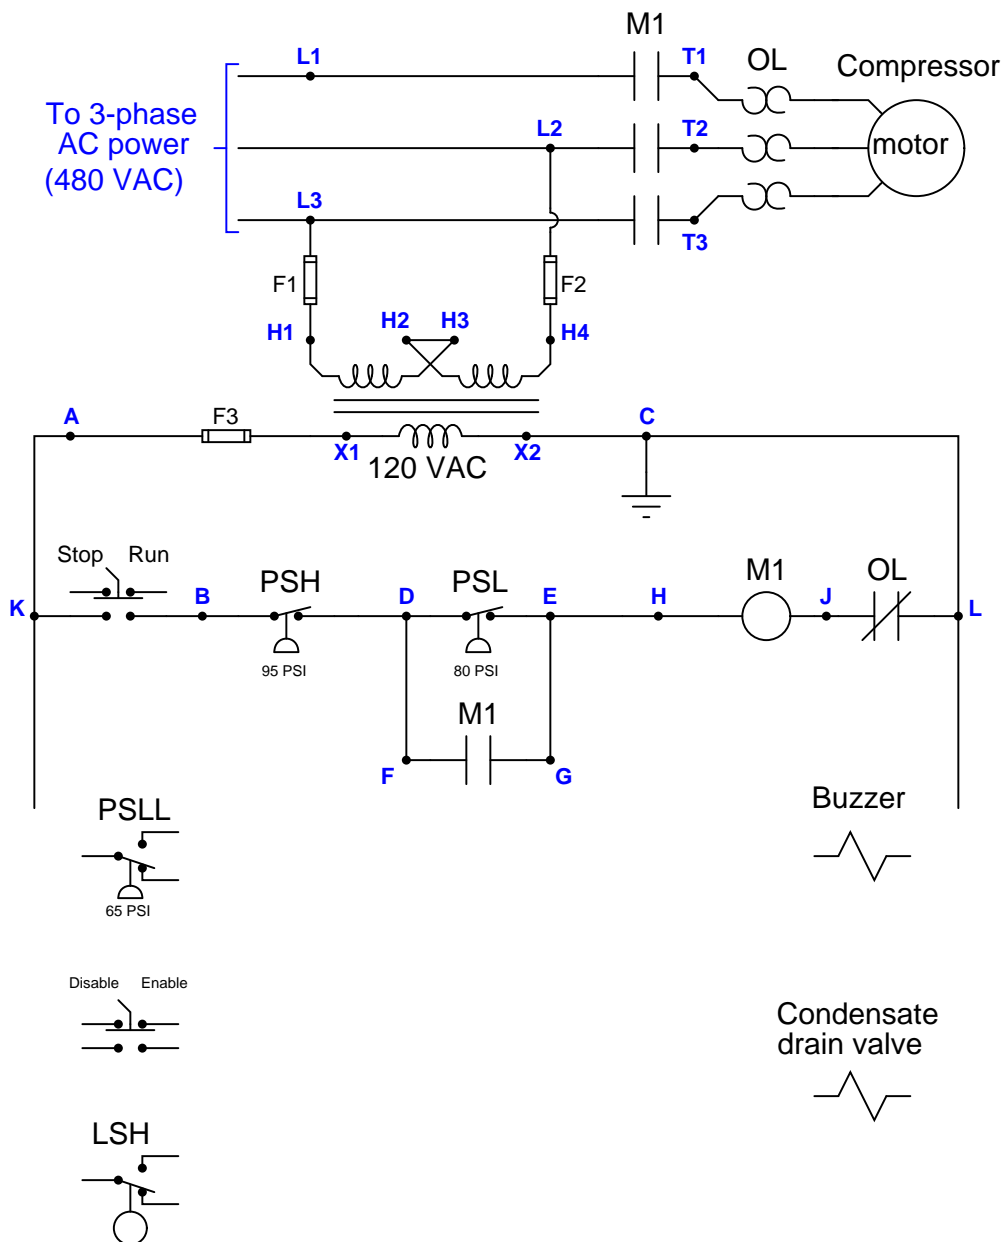 M1
L1
T1
OL
Compressor
To 3-phase
AC power
(480 VAC)
L2
T2
motor
L3
T3
F1
F2
H1
H2
H3
H4
A
F3
X1
120 VAC
X2
C
Stop
Run
K
B
PSH
95 PSI
D
PSL
80 PSI
E
H
M1
J
OL
L
M1
F
G
PSLL
65 PSI
Buzzer
Disable
Enable
Condensate
drain valve
LSH